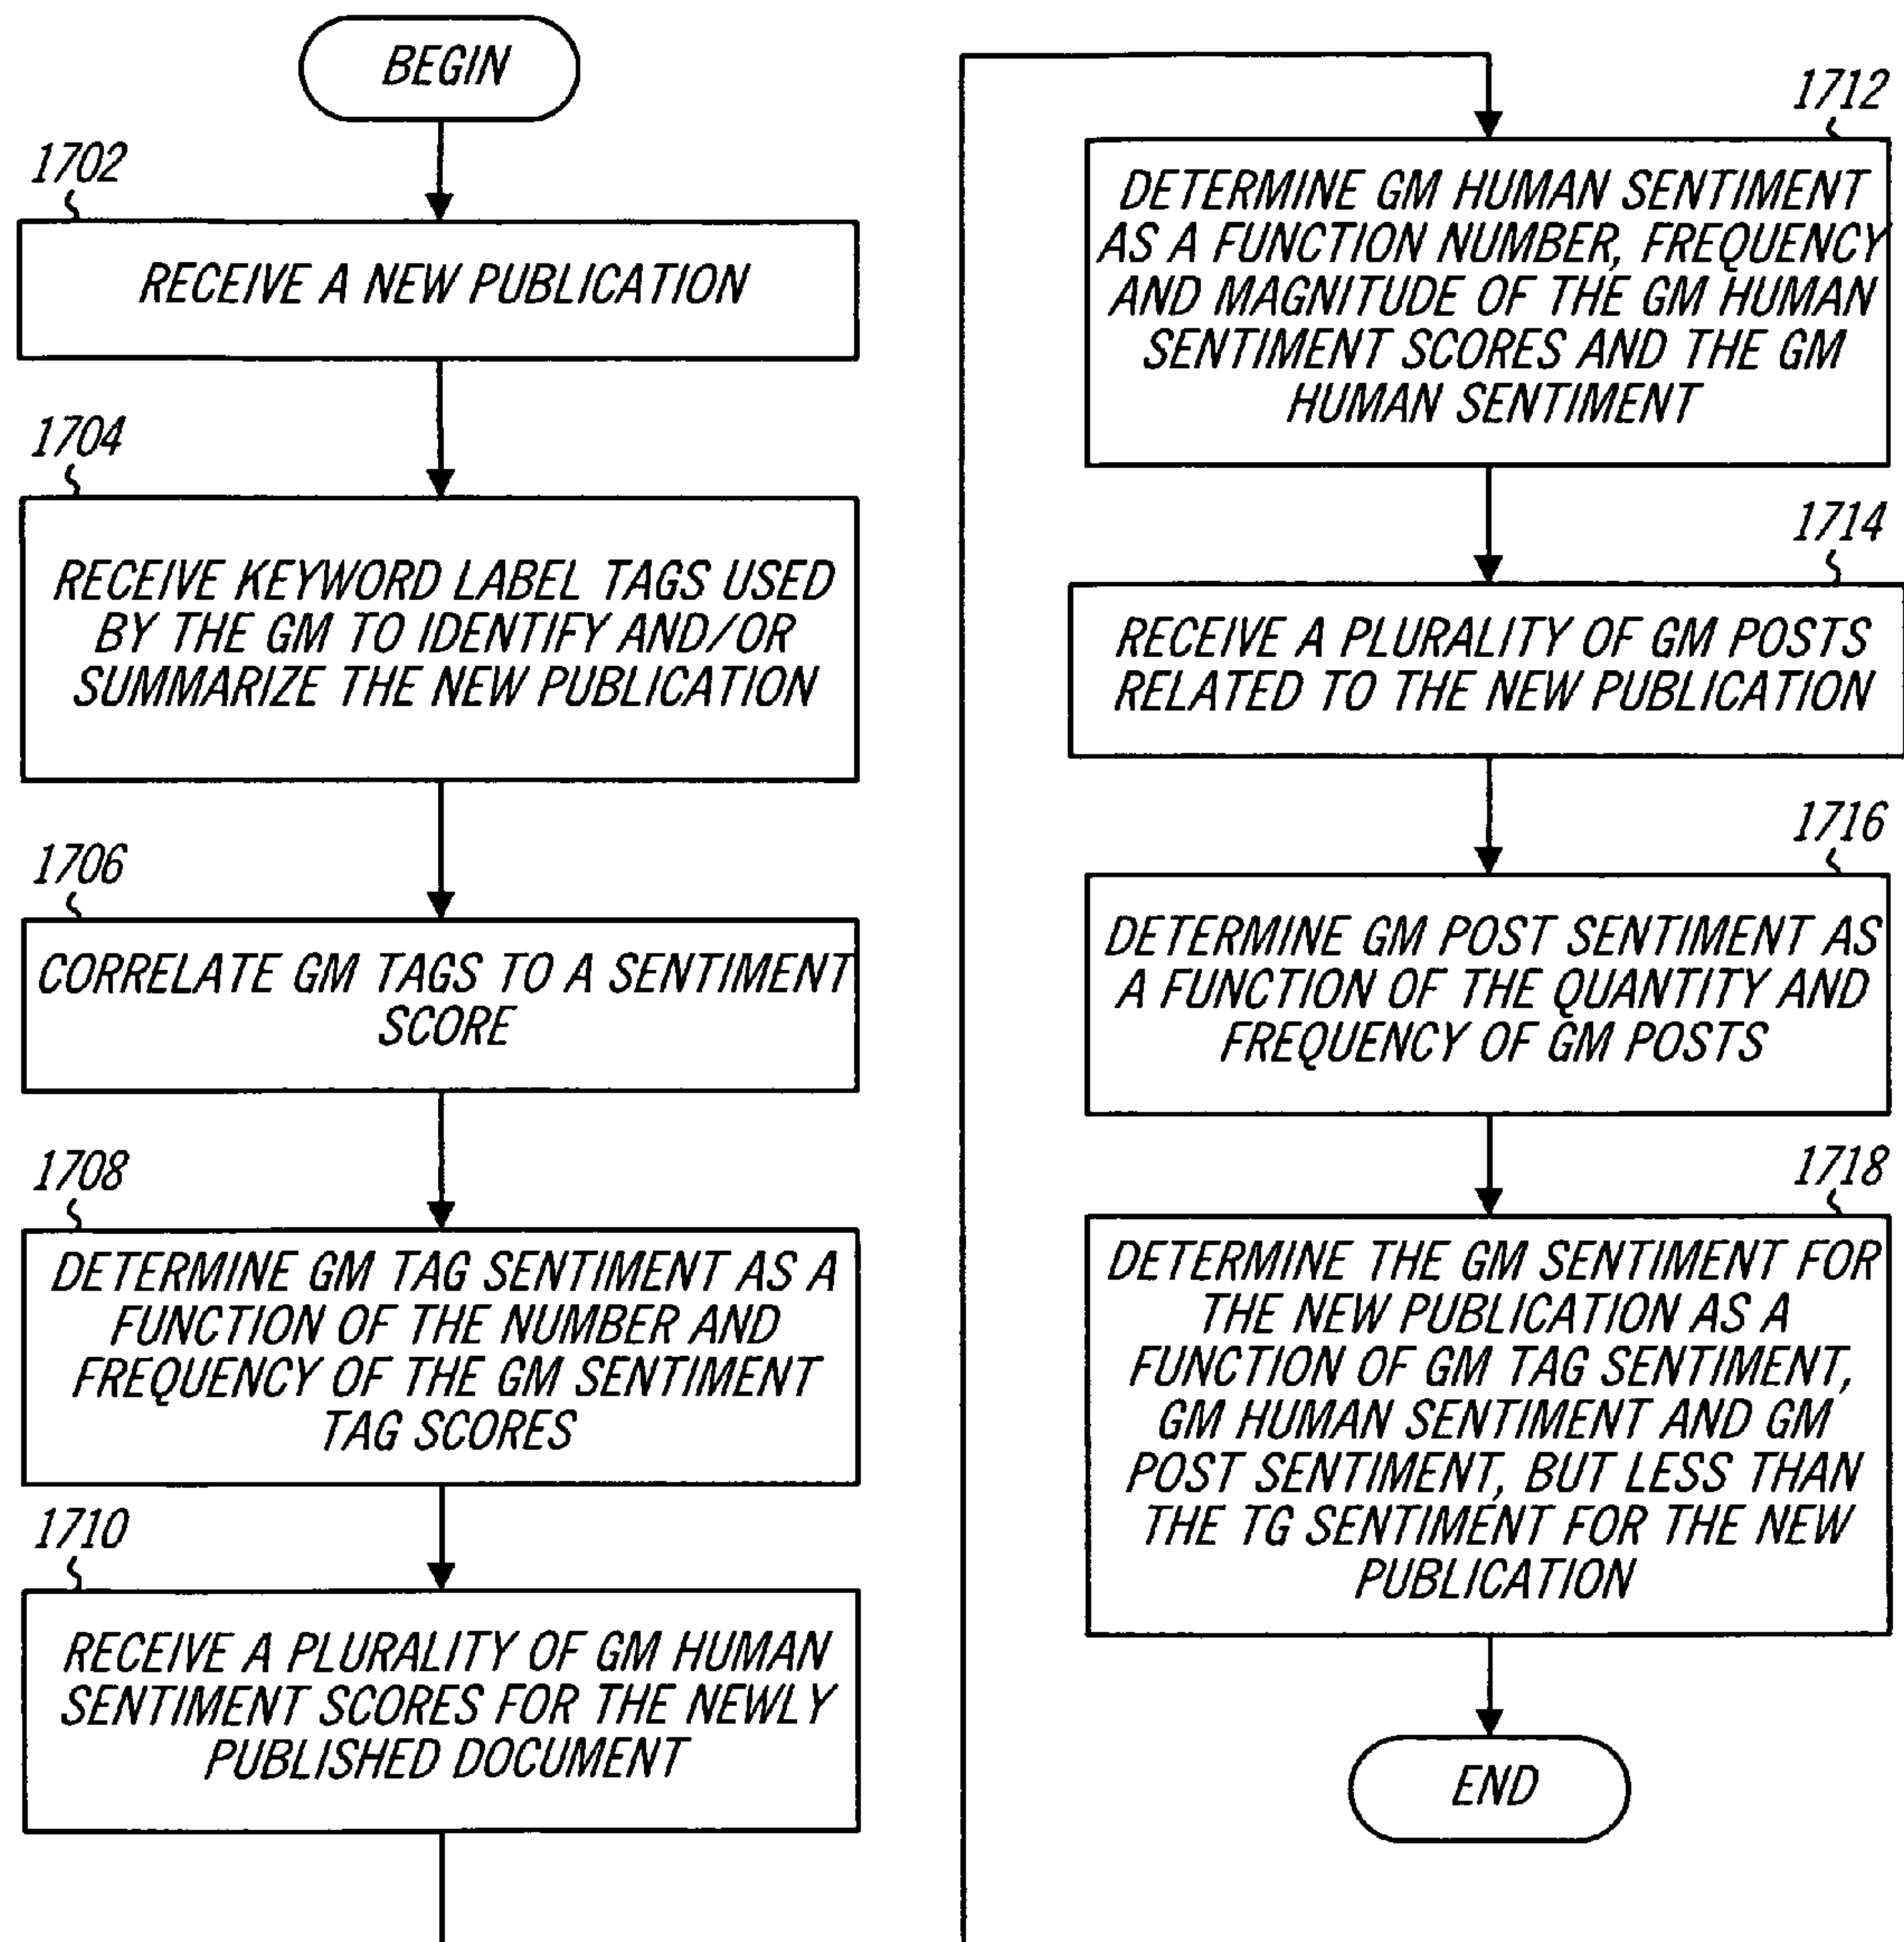 BEGIN
1702
RECEIVE A NEW PUBLICATION
1704
RECEIVE KEYWORD LABEL TAGS USED
BY THE GM TO IDENTIFY AND/OR
SUMMARIZE THE NEW PUBLICATION
1706
CORRELATE GM TAGS TO A SENTIMENT
SCORE
1708
DETERMINE GM TAG SENTIMENT AS A
FUNCTION OF THE NUMBER AND
FREQUENCY OF THE GM SENTIMENT
TAG SCORES
1710
RECEIVE A PLURALITY OF GM HUMAN
SENTIMENT SCORES FOR THE NEWLY
PUBLISHED DOCUMENT
1712
DETERMINE GM HUMAN SENTIMENT
AS A FUNCTION NUMBER, FREQUENCY
AND MAGNITUDE OF THE GM HUMAN
SENTIMENT SCORES AND THE GM
HUMAN SENTIMENT
1714
RECEIVE A PLURALITY OF GM POSTS
RELATED TO THE NEW PUBLICATION
1716
DETERMINE GM POST SENTIMENT AS
A FUNCTION OF THE QUANTITY AND
FREQUENCY OF GM POSTS
1718
DETERMINE THE GM SENTIMENT FOR
THE NEW PUBLICATION AS A
FUNCTION OF GM TAG SENTIMENT,
GM HUMAN SENTIMENT AND GM
POST SENTIMENT, BUT LESS THAN
THE TG SENTIMENT FOR THE NEW
PUBLICATION
END